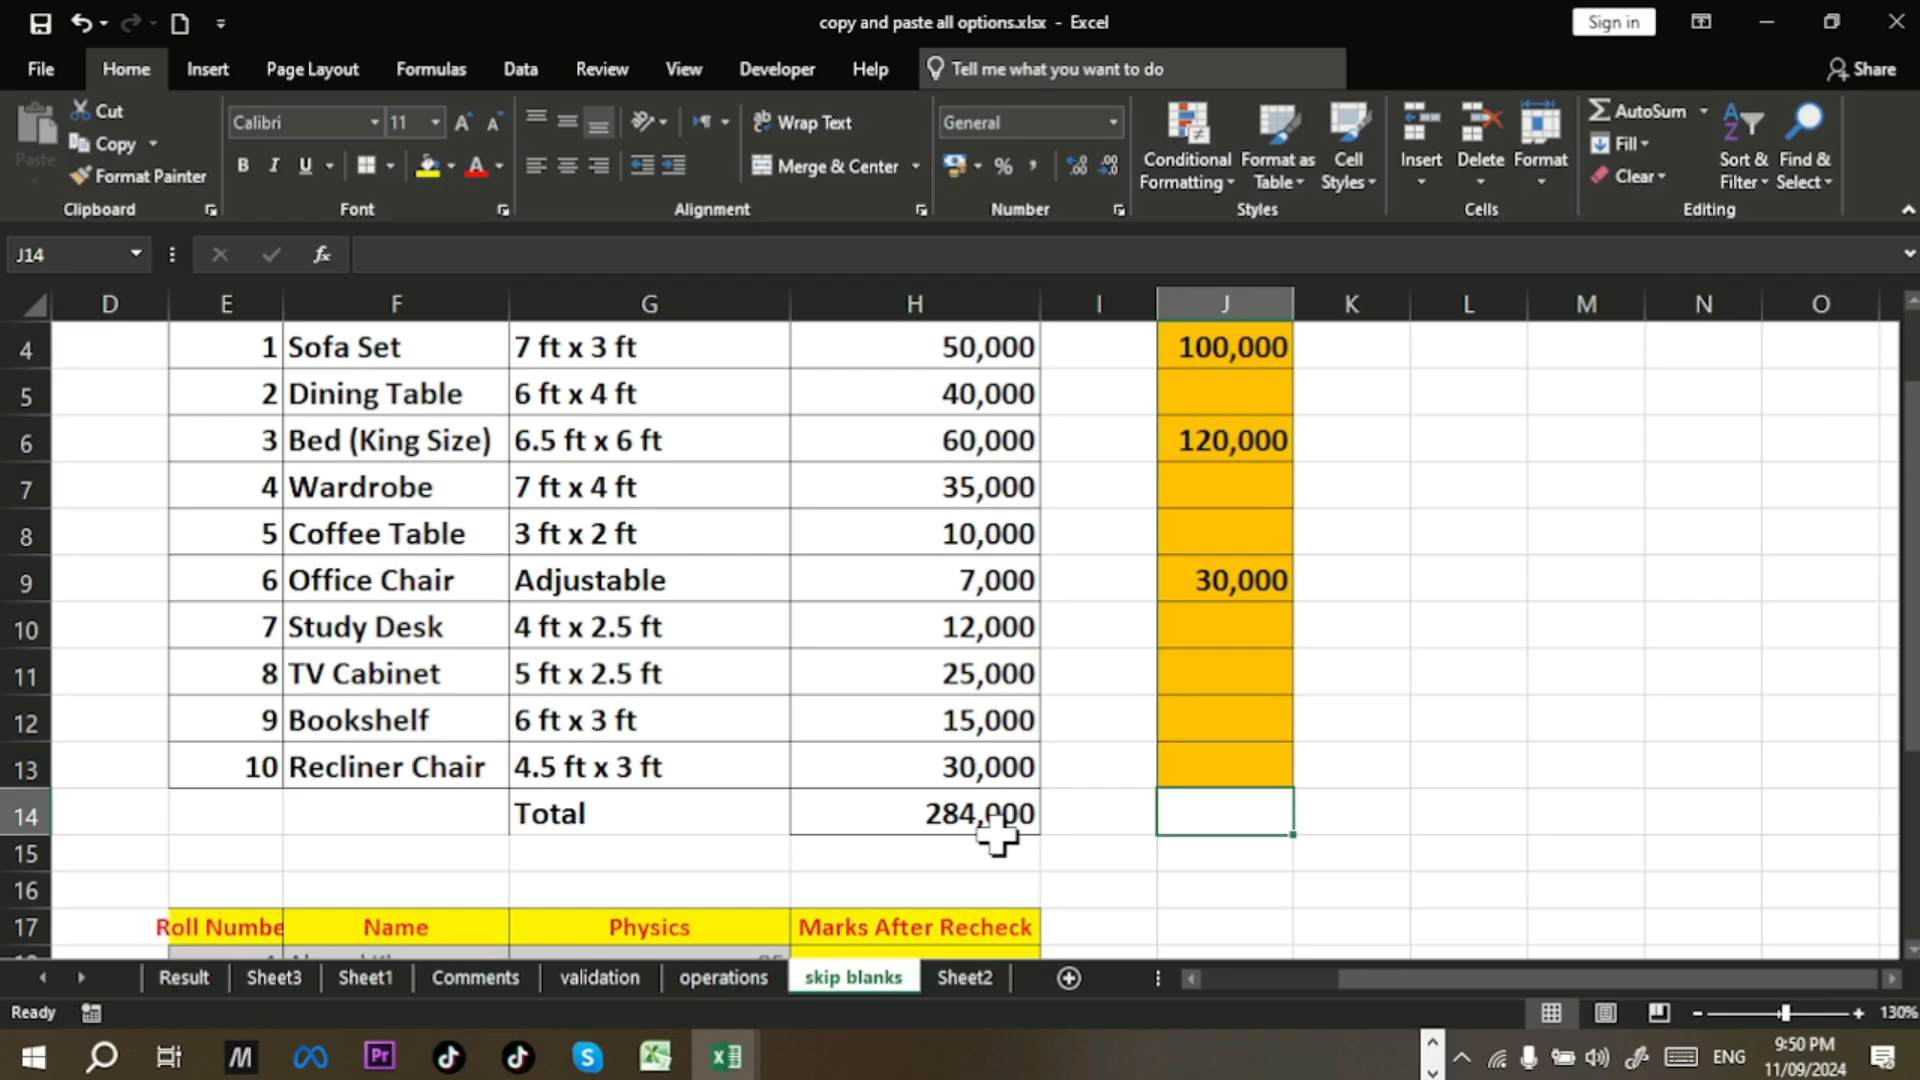 copy and paste all options.xlsx - Excel
Sign in
File Home Insert Page Layout Formulas Data Review View Developer Help Tell me what you want to do Share
Paste
Cut
Copy
Format Painter
Clipboard
Calibri 11
B I U
Font
Wrap Text
Merge & Center
Alignment
General
%
Number
Conditional Formatting
Format as Table
Cell Styles
Styles
Insert Delete Format
Cells
AutoSum
Fill
Clear
Sort & Filter
Find & Select
Editing
J14
fx
D E F G H I J K L M N O
4 1 Sofa Set 7 ft x 3 ft 50,000 100,000
5 2 Dining Table 6 ft x 4 ft 40,000
6 3 Bed (King Size) 6.5 ft x 6 ft 60,000 120,000
7 4 Wardrobe 7 ft x 4 ft 35,000
8 5 Coffee Table 3 ft x 2 ft 10,000
9 6 Office Chair Adjustable 7,000 30,000
10 7 Study Desk 4 ft x 2.5 ft 12,000
11 8 TV Cabinet 5 ft x 2.5 ft 25,000
12 9 Bookshelf 6 ft x 3 ft 15,000
13 10 Recliner Chair 4.5 ft x 3 ft 30,000
14 Total 284,000
15
16
17 Roll Numbe Name Physics Marks After Recheck
Result Sheet3 Sheet1 Comments validation operations skip blanks Sheet2
Ready 130%
ENG
9:50 PM
11/09/2024